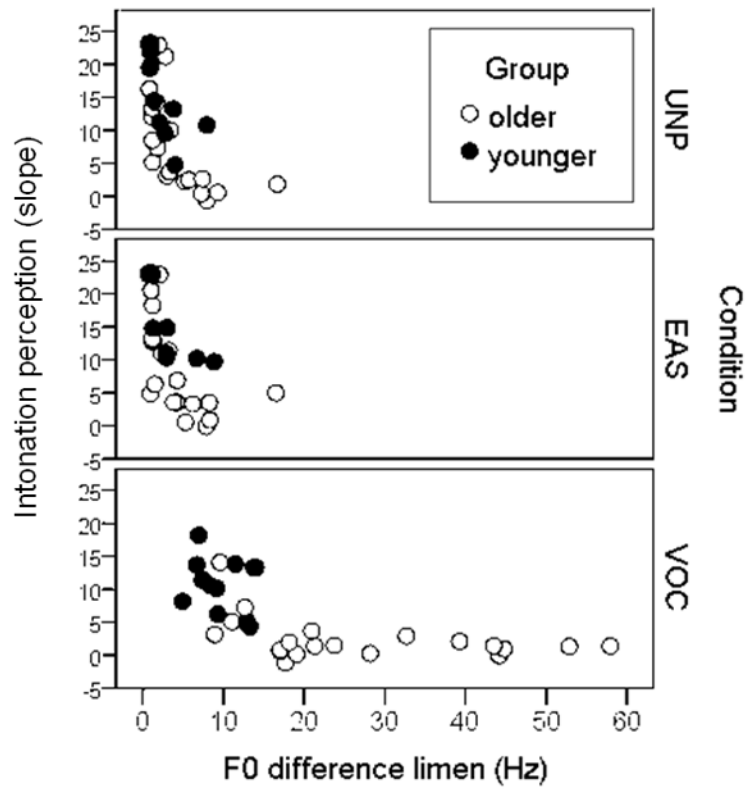 25
20
15
10
5
0
-5
Group
older
younger
UNP
25
20
15
10
5
0
-5
EAS
25
20
15
10
5
0
-5
VOC
Intonation perception (slope)
Condition
0 10 20 30 40 50 60
F0 difference limen (Hz)